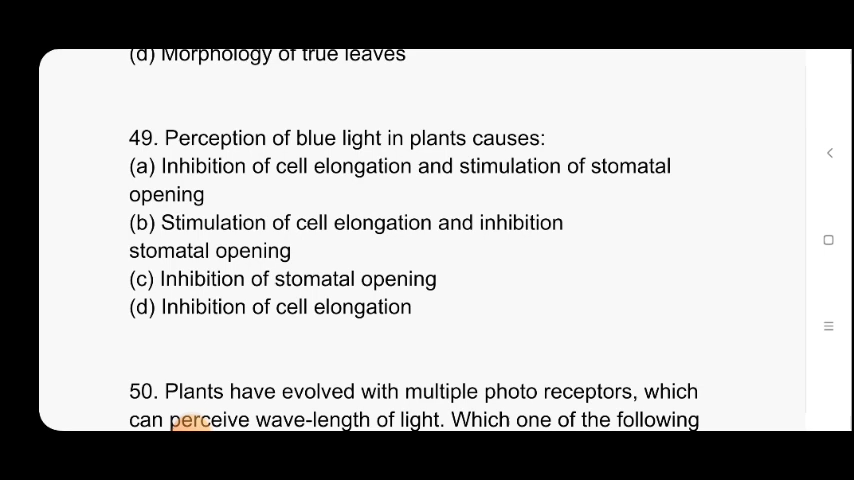 (d) Morphology of true leaves
49. Perception of blue light in plants causes:
(a) Inhibition of cell elongation and stimulation of stomatal
opening
(b) Stimulation of cell elongation and inhibition
stomatal opening
(c) Inhibition of stomatal opening
(d) Inhibition of cell elongation
50. Plants have evolved with multiple photo receptors, which
can perceive wave-length of light. Which one of the following